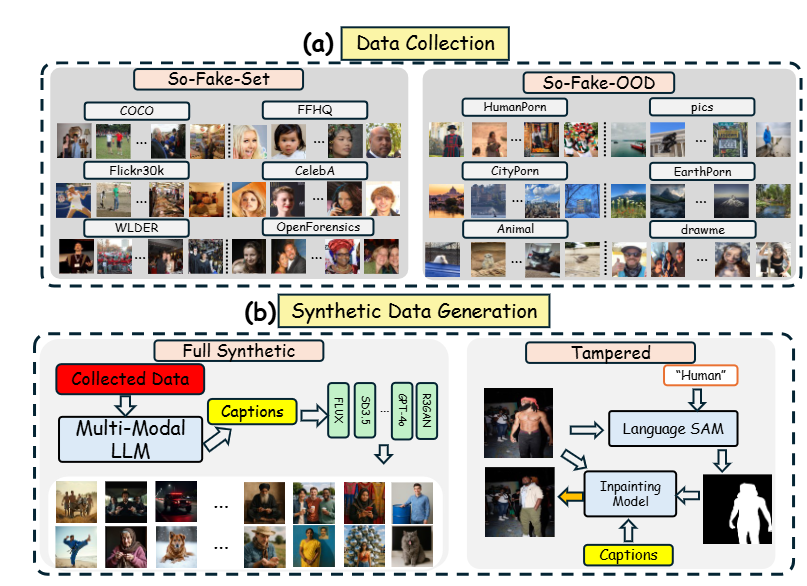 (a) Data Collection
So-Fake-Set
So-Fake-OOD
COCO
FFHQ
HumanPorn
pics
...
...
...
Flickr30k
CelebA
CityPorn
EarthPorn
...
...
...
...
WLDER
OpenForensics
Animal
drawme
...
...
...
...
(b) Synthetic Data Generation
Full Synthetic
Tampered
Collected Data
Multi-Modal
LLM
Captions
FLUX
SD3.5
...
GPT-4o
R3GAN
...
...
"Human"
Language SAM
Inpainting
Model
Captions